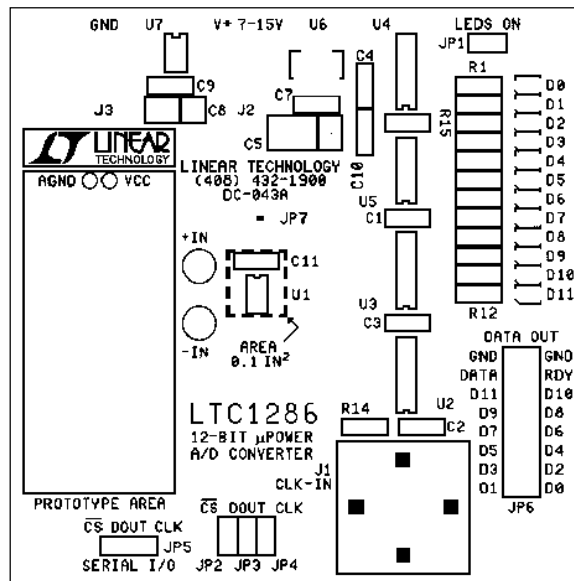 GND U7 V+ 7-15V U6 U4 LEDS ON
JP1
C4
R1
C9
C7
D0
D1
J3 C8 J2
R15
D2
C5
D3
LINEAR
TECHNOLOGY
D4
LINEAR TECHNOLOGY
(408) 432-1900
DC-043A
C10
AGND VCC
D5
U5
D6
JP7
C1
D7
+IN
D8
C11
D9
U1
D10
U3
D11
C3
R12
-IN
AREA
0.1 IN²
DATA OUT
GND GND
DATA RDY
D11 D10
D9 D8
D7 D6
D5 D4
D3 D2
D1 D0
JP6
LTC1286
12-BIT µPOWER
A/D CONVERTER
R14 U2
C2
J1
CLK-IN
PROTOTYPE AREA
CS DOUT CLK
JP5
SERIAL I/O
CS DOUT CLK
JP2 JP3 JP4